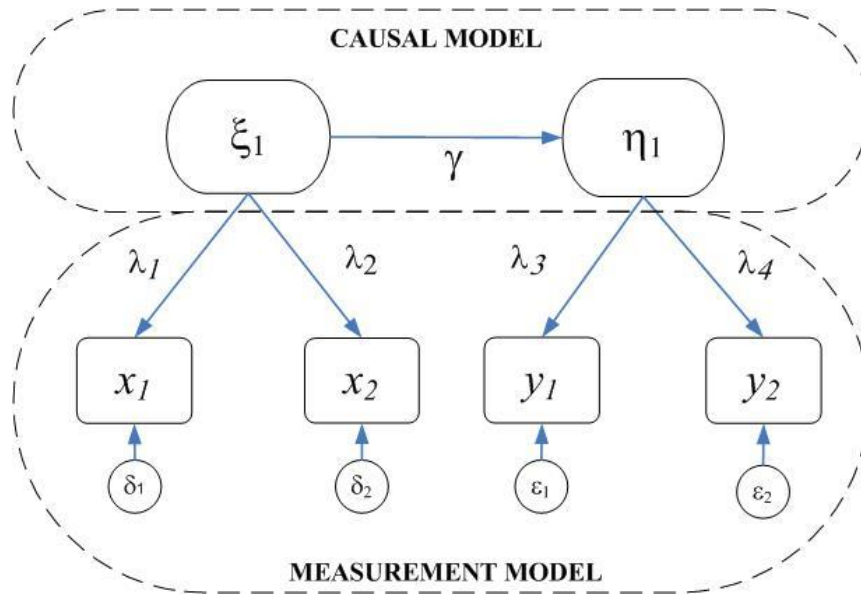 CAUSAL MODEL
ξ1
η1
γ
λ1
λ2
λ3
λ4
x1
x2
y1
y2
δ1
δ2
ε1
ε2
MEASUREMENT MODEL